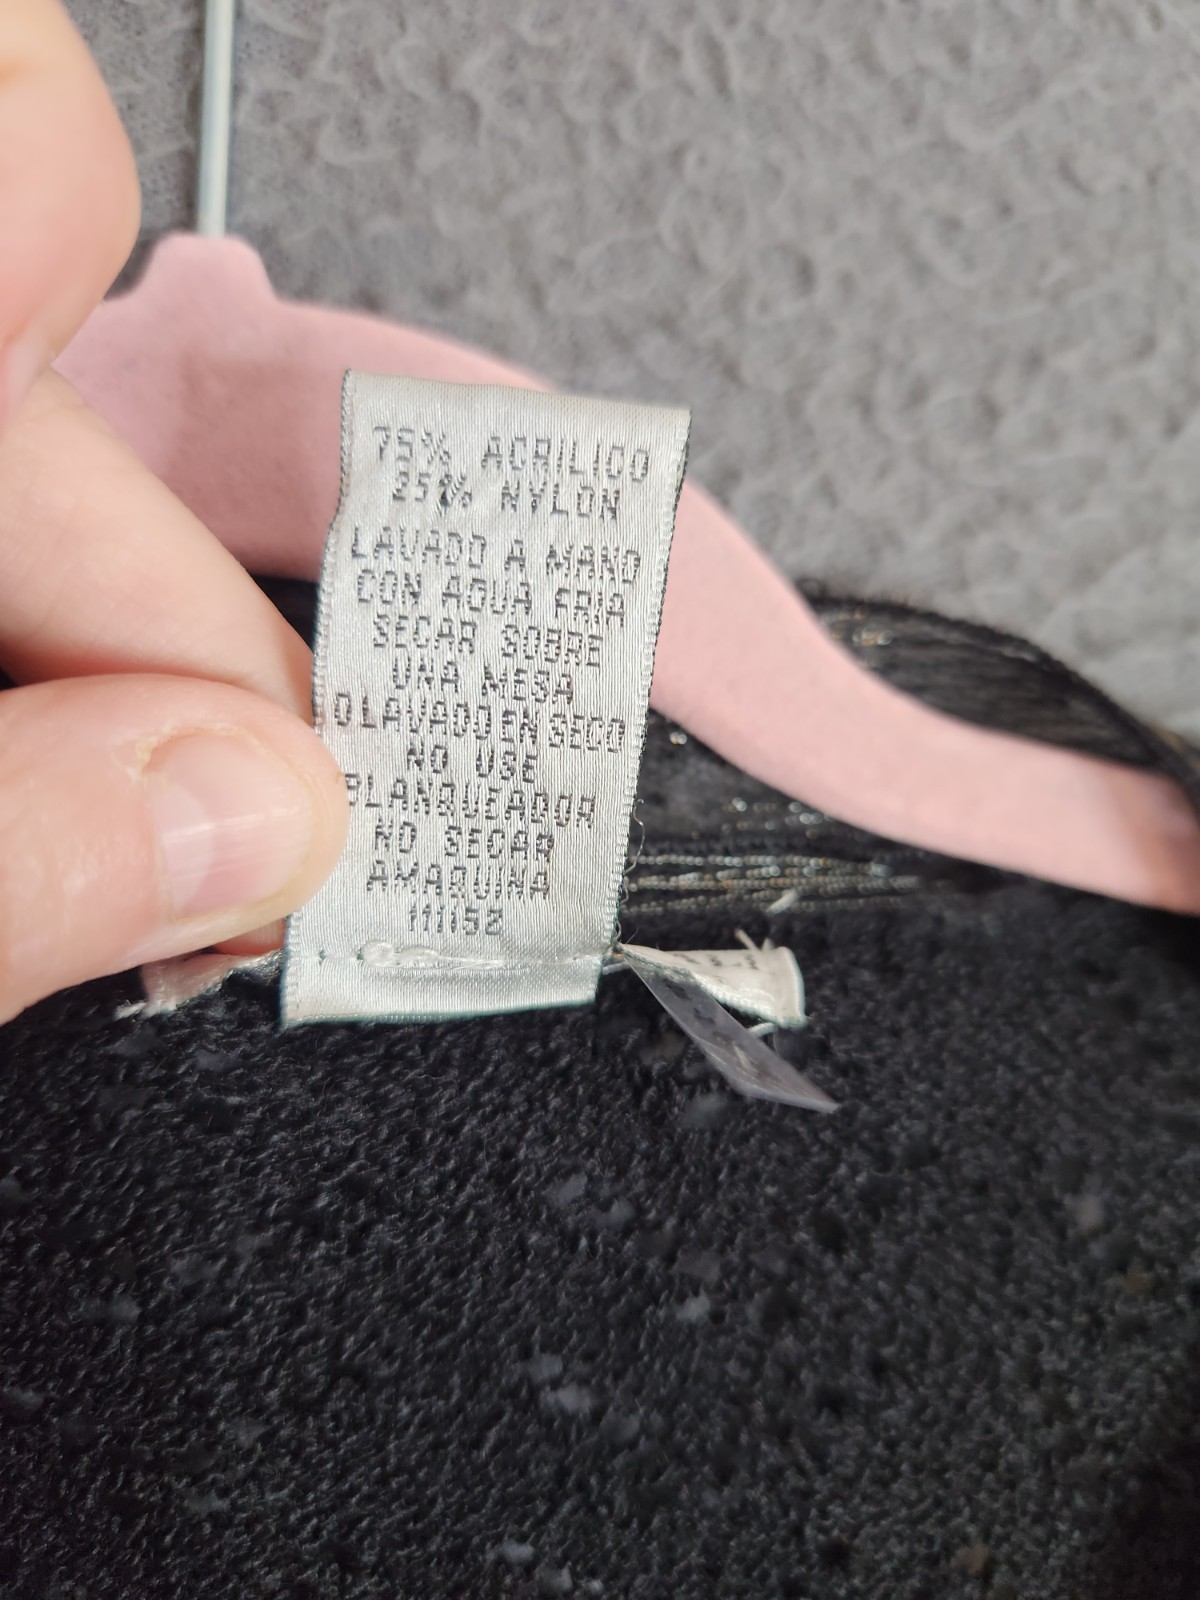 75% ACRILICO
25% NYLON
LAVADO A MANO
CON AGUA FRIA
SECAR SOBRE
UNA MESA
O LAVADO EN SECO
NO USE
BLANQUEADOR
NO SECAR
AMAQUINA
111152